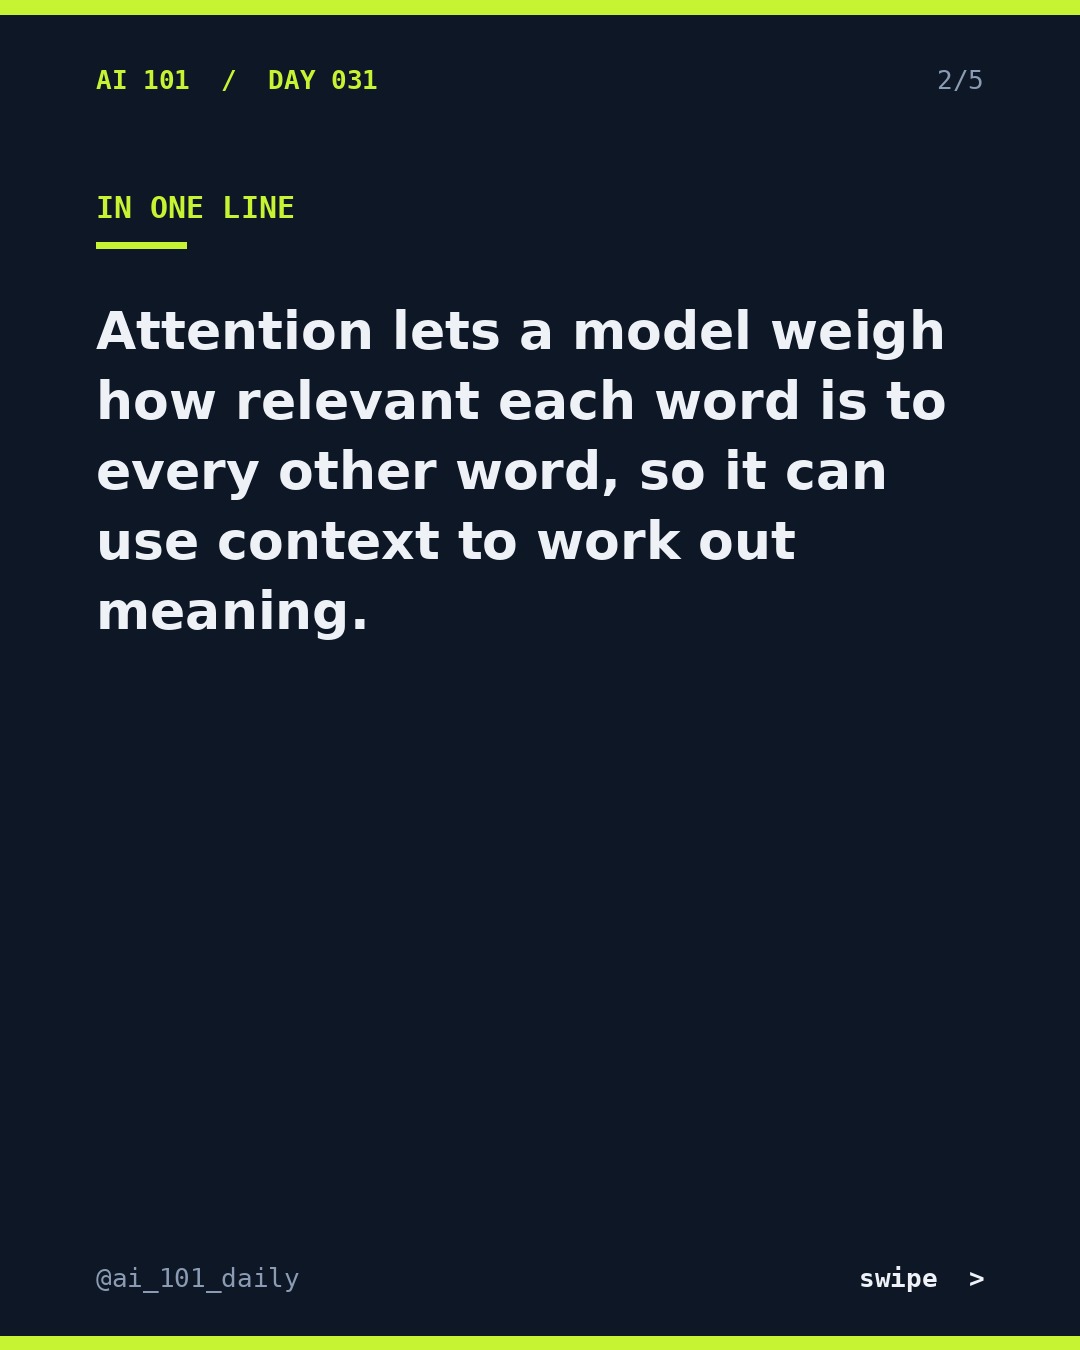 AI 101 / DAY 031
2/5
IN ONE LINE
Attention lets a model weigh
how relevant each word is to
every other word, so it can
use context to work out
meaning.
@ai_101_daily
swipe >